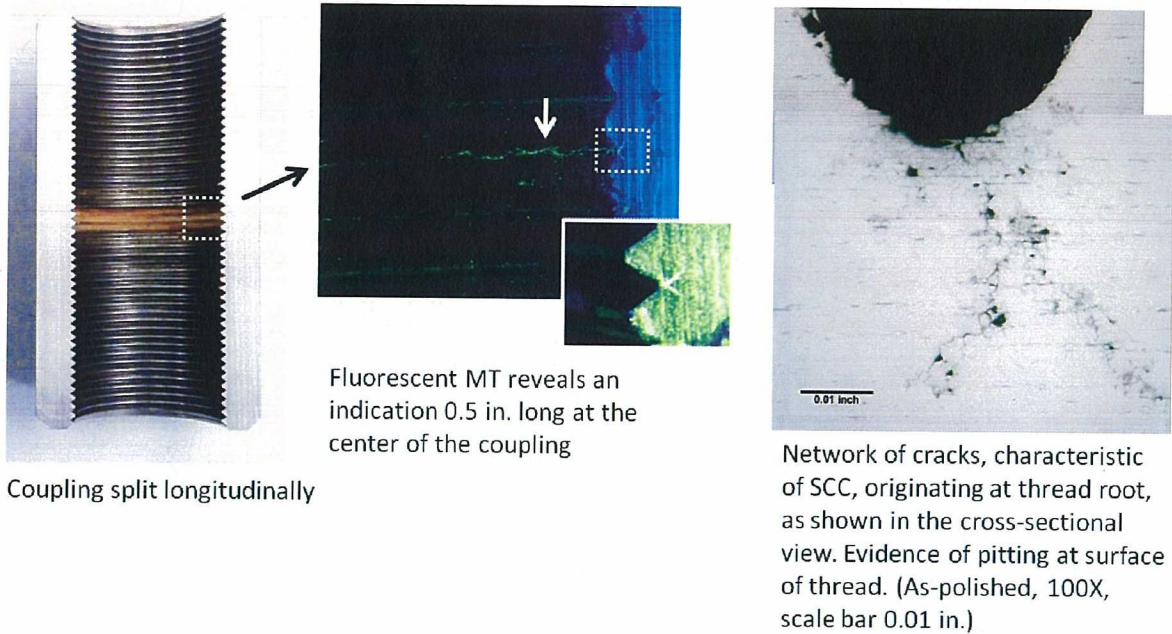 Coupling split longitudinally
Fluorescent MT reveals an
indication 0.5 in. long at the
center of the coupling
0.01 inch
Network of cracks, characteristic
of SCC, originating at thread root,
as shown in the cross-sectional
view. Evidence of pitting at surface
of thread. (As-polished, 100X,
scale bar 0.01 in.)